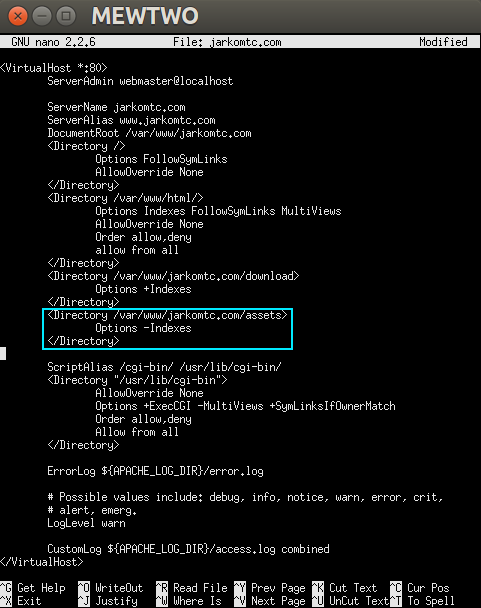 MEWTWO
GNU nano 2.2.6 File: jarkomtc.com Modified
<VirtualHost *:80>
ServerAdmin webmaster@localhost
ServerName jarkomtc.com
ServerAlias www.jarkomtc.com
DocumentRoot /var/www/jarkomtc.com
<Directory />
Options FollowSymLinks
AllowOverride None
</Directory>
<Directory /var/www/html/>
Options Indexes FollowSymLinks MultiViews
AllowOverride None
Order allow,deny
allow from all
</Directory>
<Directory /var/www/jarkomtc.com/download>
Options +Indexes
</Directory>
<Directory /var/www/jarkomtc.com/assets>
Options -Indexes
</Directory>
ScriptAlias /cgi-bin/ /usr/lib/cgi-bin/
<Directory "/usr/lib/cgi-bin">
AllowOverride None
Options +ExecCGI -MultiViews +SymLinksIfOwnerMatch
Order allow,deny
Allow from all
</Directory>
ErrorLog ${APACHE_LOG_DIR}/error.log
# Possible values include: debug, info, notice, warn, error, crit,
# alert, emerg.
LogLevel warn
CustomLog ${APACHE_LOG_DIR}/access.log combined
</VirtualHost>
^G Get Help ^O WriteOut ^R Read File ^Y Prev Page ^K Cut Text ^C Cur Pos
^X Exit ^J Justify ^W Where Is ^V Next Page ^U UnCut Text ^T To Spell